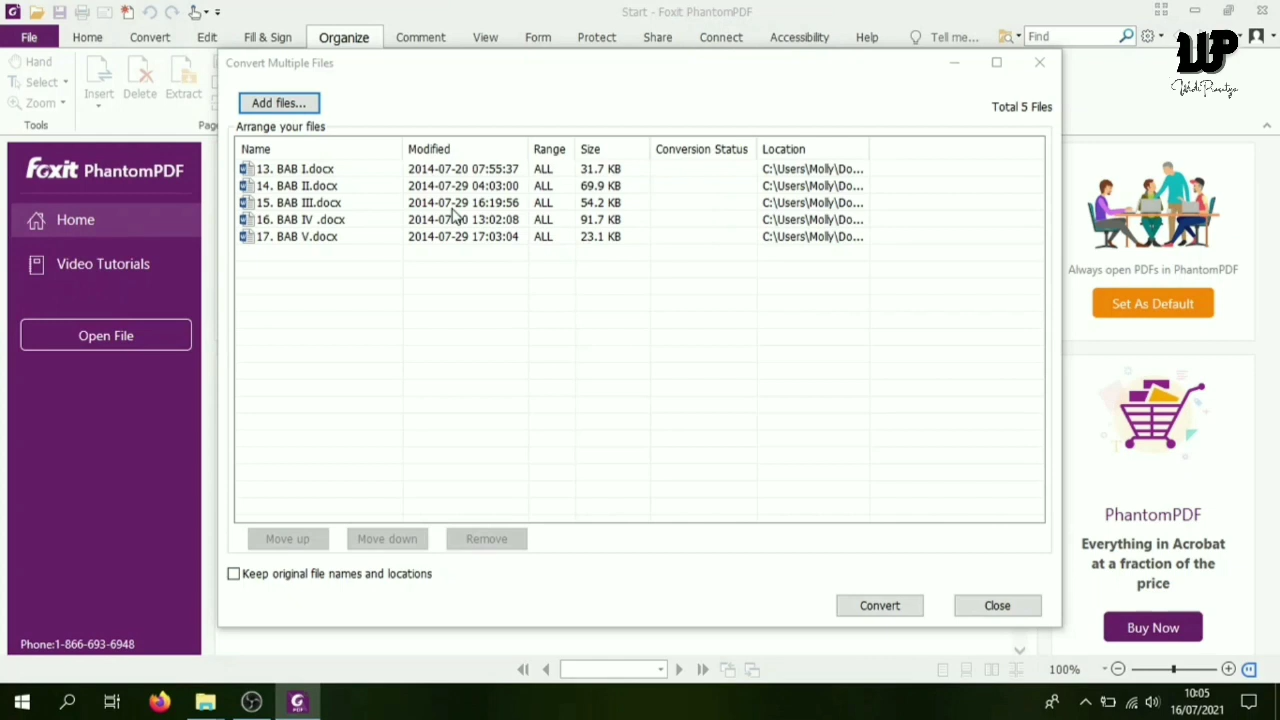 Start - Foxit PhantomPDF
File Home Convert Edit Fill & Sign Organize Comment View Form Protect Share Connect Accessibility Help Tell me... Find
Hand
Select
Zoom
Tools
Insert Delete Extract
WP
Convert Multiple Files
Add files...
Total 5 Files
Arrange your files
Name Modified Range Size Conversion Status Location
13. BAB I.docx 2014-07-20 07:55:37 ALL 31.7 KB C:\Users\Molly\Do...
14. BAB II.docx 2014-07-29 04:03:00 ALL 69.9 KB C:\Users\Molly\Do...
15. BAB III.docx 2014-07-29 16:19:56 ALL 54.2 KB C:\Users\Molly\Do...
16. BAB IV .docx 13:02:08 ALL 91.7 KB C:\Users\Molly\Do...
17. BAB V.docx 2014-07-29 17:03:04 ALL 23.1 KB C:\Users\Molly\Do...
Move up Move down Remove
Keep original file names and locations
Convert Close
Foxit PhantomPDF
Home
Video Tutorials
Open File
Phone:1-866-693-6948
Always open PDFs in PhantomPDF
Set As Default
PhantomPDF
Everything in Acrobat
at a fraction of the
price
Buy Now
100%
10:05
16/07/2021